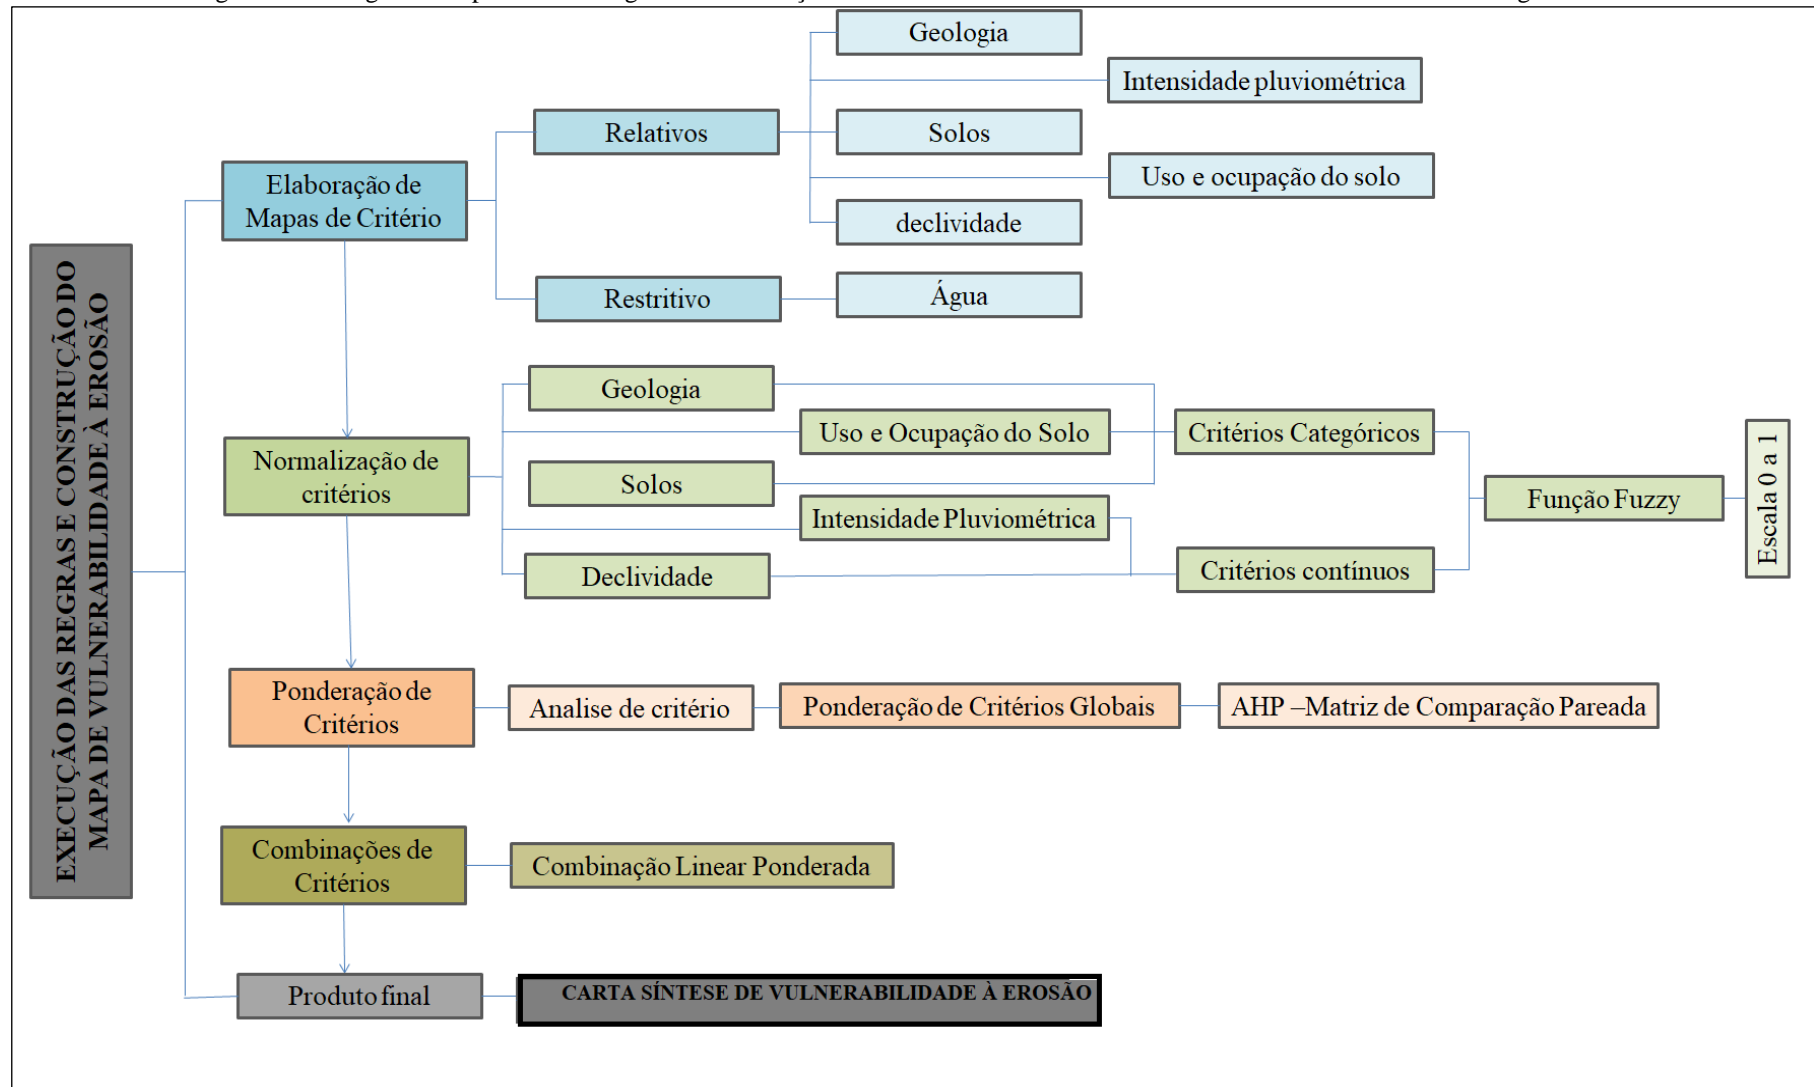 EXECUÇÃO DAS REGRAS E CONSTRUÇÃO DO
MAPA DE VULNERABILIDADE À EROSÃO
Elaboração de
Mapas de Critério
Relativos
Geologia
Intensidade pluviométrica
Solos
Uso e ocupação do solo
declividade
Restritivo
Água
Normalização de
critérios
Geologia
Uso e Ocupação do Solo
Solos
Intensidade Pluviométrica
Declividade
Critérios Categóricos
Critérios contínuos
Função Fuzzy
Escala 0 a 1
Ponderação de
Critérios
Analise de critério
Ponderação de Critérios Globais
AHP –Matriz de Comparação Pareada
Combinações de
Critérios
Combinação Linear Ponderada
Produto final
CARTA SÍNTESE DE VULNERABILIDADE À EROSÃO